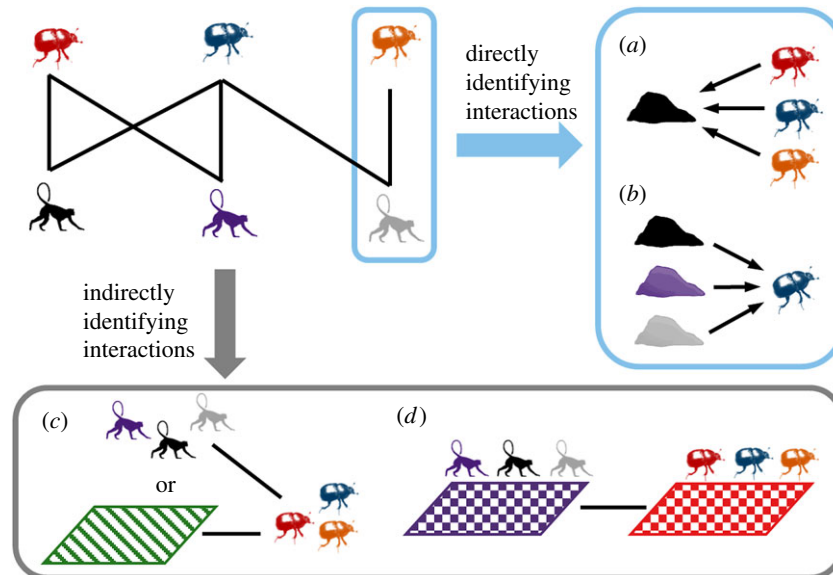 directly
identifying
interactions
(a)
(b)
indirectly
identifying
interactions
(c)
or
(d)